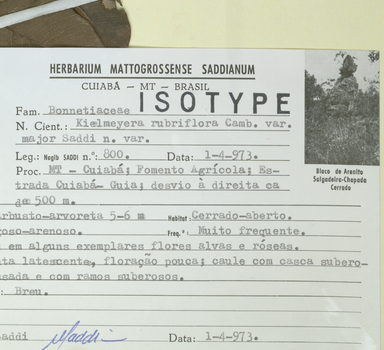 HERBARIUM MATTOGROSSENSE SADDIANUM
CUIABÁ - MT - BRASIL
ISOTYPE
Fam. Bonnetiaceae
N. Cient.: Kielmeyera rubriflora Camb. var.
major Saddi n. var.
Leg.: Nagib SADDI n.º: 800. Data: 1-4-973.
Proc. MT - Cuiabá; Fomento Agrícola; Es-
trada Cuiabá- Guia; desvio à direita ca
de 500 m.
arbusto-arvoreta 5-6 m Habitat Cerrado-aberto.
goso-arenoso. Freq.ª: Muito frequente.
em alguns exemplares flores alvas e róseas.
ta latescente, floração pouca; caule com casca subero-
sada e com ramos suberosos.
: Breu.
Saddi Saddi Data: 1-4-973.
Bloco de Arenito
Salgadeira-Chapada
Cerrado